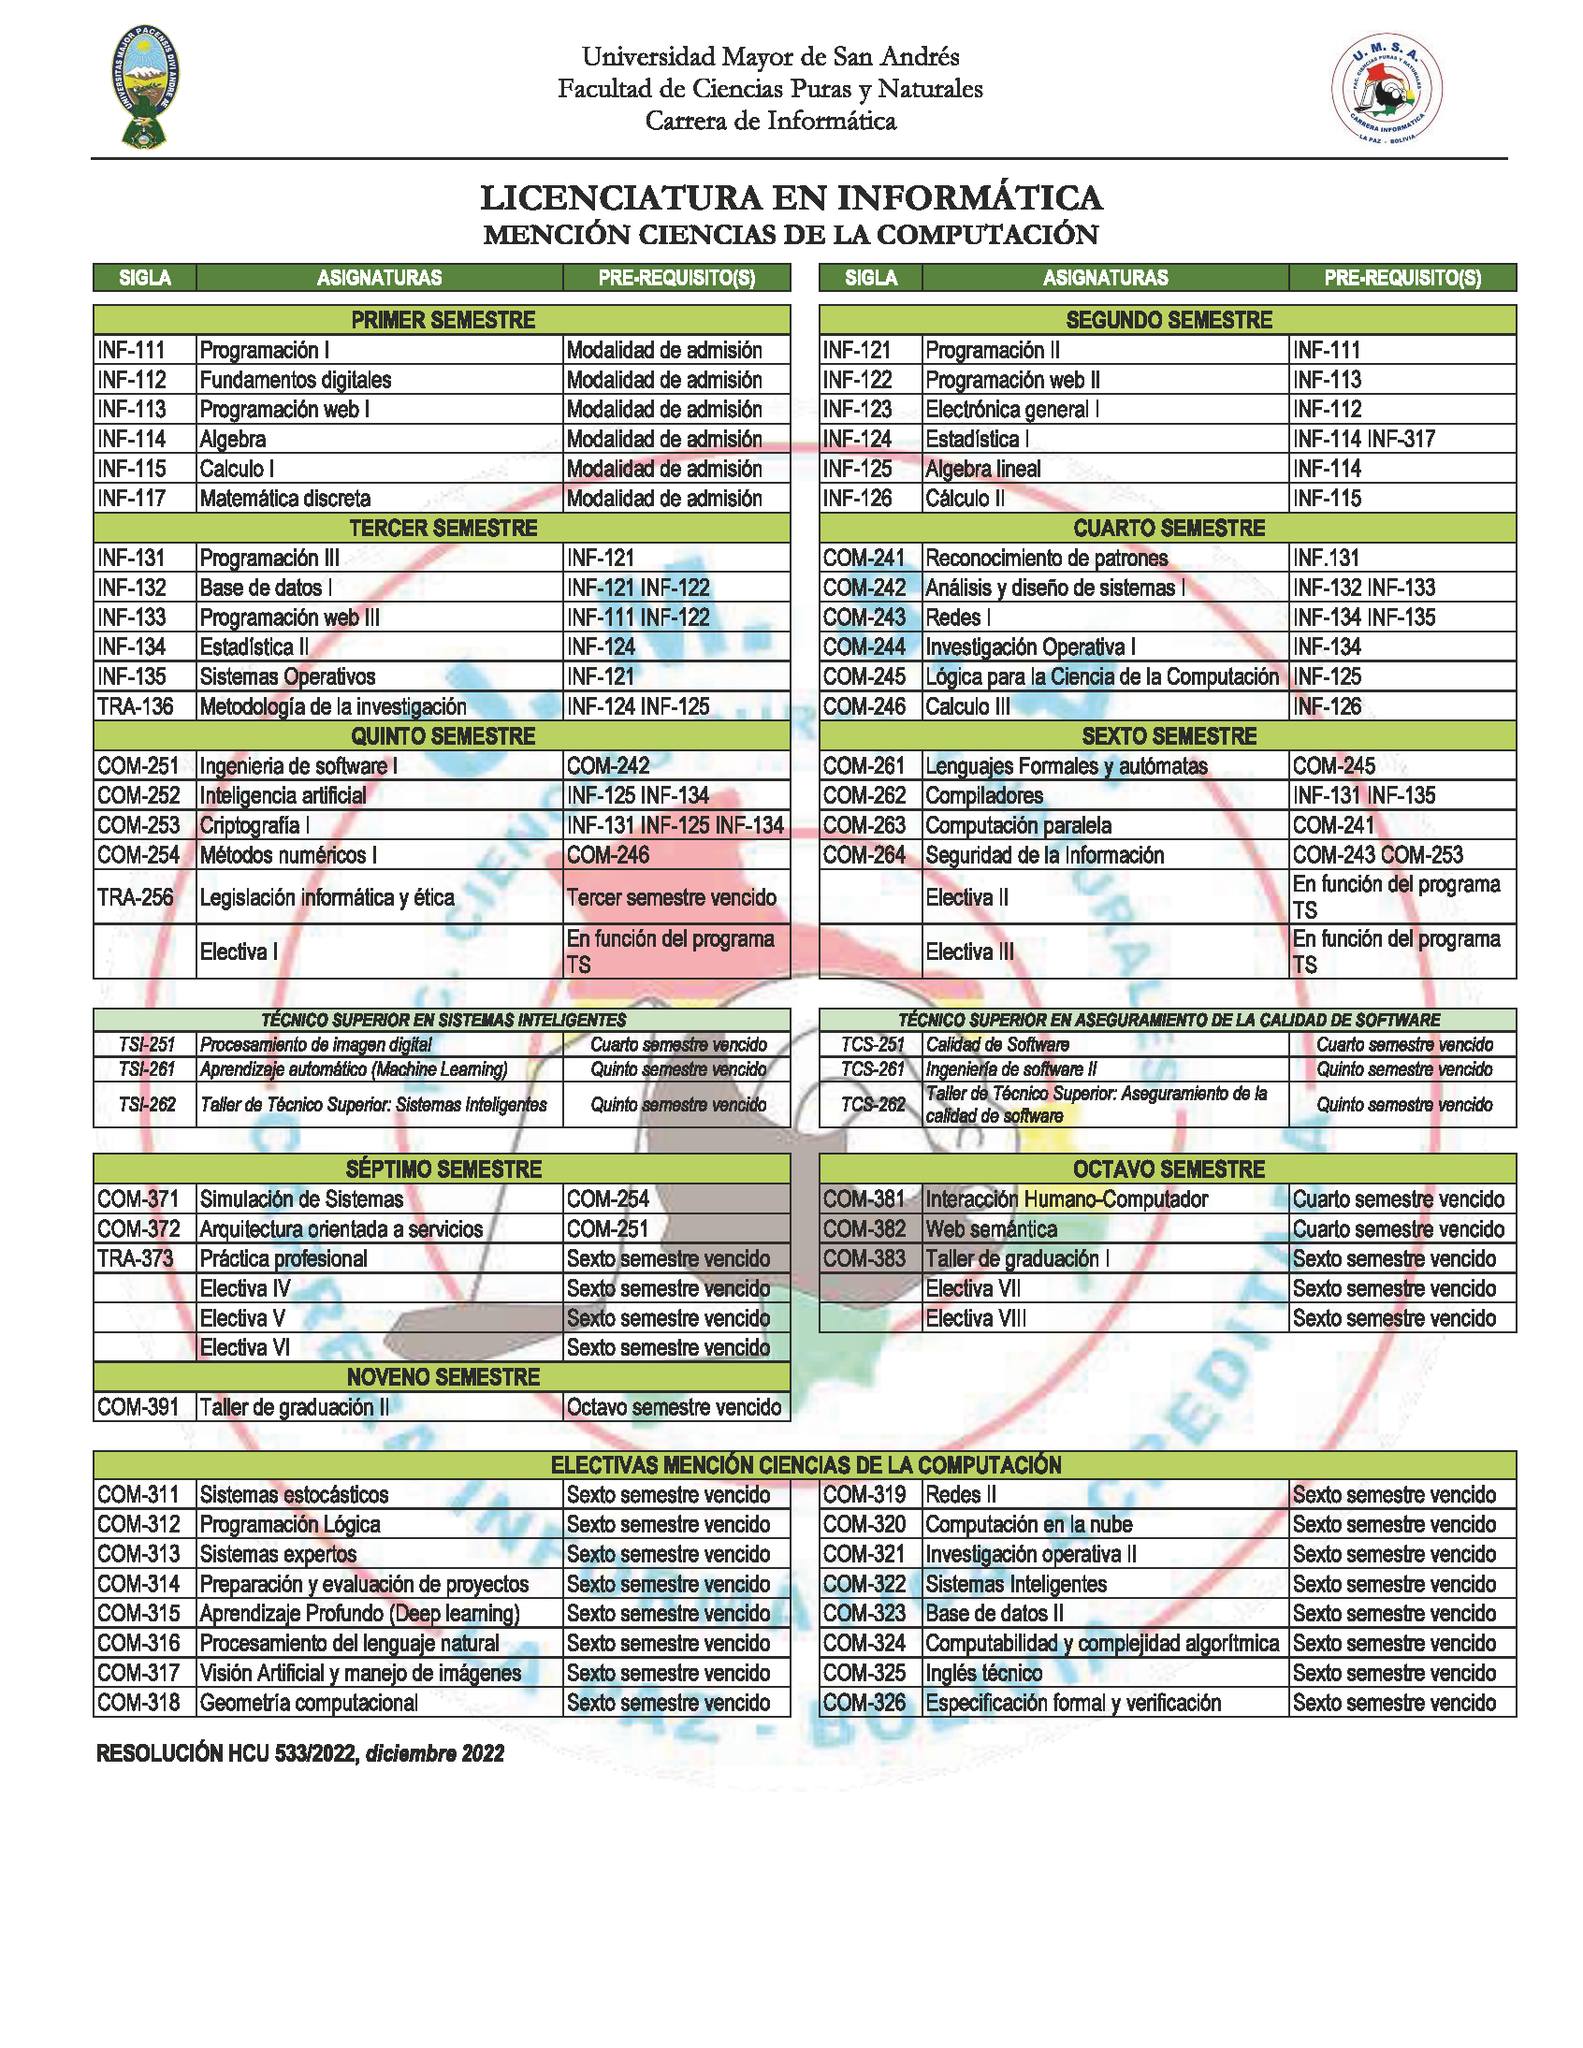 Universidad Mayor de San Andrés
Facultad de Ciencias Puras y Naturales
Carrera de Informática
UNIVERSITAS MAJOR PACENSIS DIVI ANDRE AE
U. M. S. A.
FAC. CIENCIAS PURAS Y NATURALES
CARRERA INFORMATICA
LA PAZ - BOLIVIA
LICENCIATURA EN INFORMÁTICA
MENCIÓN CIENCIAS DE LA COMPUTACIÓN
SIGLA ASIGNATURAS PRE-REQUISITO(S)
PRIMER SEMESTRE
INF-111 Programación I Modalidad de admisión
INF-112 Fundamentos digitales Modalidad de admisión
INF-113 Programación web I Modalidad de admisión
INF-114 Algebra Modalidad de admisión
INF-115 Calculo I Modalidad de admisión
INF-117 Matemática discreta Modalidad de admisión
SIGLA ASIGNATURAS PRE-REQUISITO(S)
SEGUNDO SEMESTRE
INF-121 Programación II INF-111
INF-122 Programación web II INF-113
INF-123 Electrónica general I INF-112
INF-124 Estadística I INF-114 INF-317
INF-125 Algebra lineal INF-114
INF-126 Cálculo II INF-115
TERCER SEMESTRE
INF-131 Programación III INF-121
INF-132 Base de datos I INF-121 INF-122
INF-133 Programación web III INF-111 INF-122
INF-134 Estadística II INF-124
INF-135 Sistemas Operativos INF-121
TRA-136 Metodología de la investigación INF-124 INF-125
CUARTO SEMESTRE
COM-241 Reconocimiento de patrones INF.131
COM-242 Análisis y diseño de sistemas I INF-132 INF-133
COM-243 Redes I INF-134 INF-135
COM-244 Investigación Operativa I INF-134
COM-245 Lógica para la Ciencia de la Computación INF-125
COM-246 Calculo III INF-126
QUINTO SEMESTRE
COM-251 Ingenieria de software I COM-242
COM-252 Inteligencia artificial INF-125 INF-134
COM-253 Criptografía I INF-131 INF-125 INF-134
COM-254 Métodos numéricos I COM-246
TRA-256 Legislación informática y ética Tercer semestre vencido
Electiva I En función del programa
TS
SEXTO SEMESTRE
COM-261 Lenguajes Formales y autómatas COM-245
COM-262 Compiladores INF-131 INF-135
COM-263 Computación paralela COM-241
COM-264 Seguridad de la Información COM-243 COM-253
Electiva II En función del programa
TS
Electiva III En función del programa
TS
TÉCNICO SUPERIOR EN SISTEMAS INTELIGENTES
TSI-251 Procesamiento de imagen digital Cuarto semestre vencido
TSI-261 Aprendizaje automático (Machine Learning) Quinto semestre vencido
TSI-262 Taller de Técnico Superior: Sistemas Inteligentes Quinto semestre vencido
TÉCNICO SUPERIOR EN ASEGURAMIENTO DE LA CALIDAD DE SOFTWARE
TCS-251 Calidad de Software Cuarto semestre vencido
TCS-261 Ingeniería de software II Quinto semestre vencido
TCS-262 Taller de Técnico Superior: Aseguramiento de la
calidad de software Quinto semestre vencido
SÉPTIMO SEMESTRE
COM-371 Simulación de Sistemas COM-254
COM-372 Arquitectura orientada a servicios COM-251
TRA-373 Práctica profesional Sexto semestre vencido
Electiva IV Sexto semestre vencido
Electiva V Sexto semestre vencido
Electiva VI Sexto semestre vencido
OCTAVO SEMESTRE
COM-381 Interacción Humano-Computador Cuarto semestre vencido
COM-382 Web semántica Cuarto semestre vencido
COM-383 Taller de graduación I Sexto semestre vencido
Electiva VII Sexto semestre vencido
Electiva VIII Sexto semestre vencido
NOVENO SEMESTRE
COM-391 Taller de graduación II Octavo semestre vencido
ELECTIVAS MENCIÓN CIENCIAS DE LA COMPUTACIÓN
COM-311 Sistemas estocásticos Sexto semestre vencido
COM-312 Programación Lógica Sexto semestre vencido
COM-313 Sistemas expertos Sexto semestre vencido
COM-314 Preparación y evaluación de proyectos Sexto semestre vencido
COM-315 Aprendizaje Profundo (Deep learning) Sexto semestre vencido
COM-316 Procesamiento del lenguaje natural Sexto semestre vencido
COM-317 Visión Artificial y manejo de imágenes Sexto semestre vencido
COM-318 Geometría computacional Sexto semestre vencido
COM-319 Redes II Sexto semestre vencido
COM-320 Computación en la nube Sexto semestre vencido
COM-321 Investigación operativa II Sexto semestre vencido
COM-322 Sistemas Inteligentes Sexto semestre vencido
COM-323 Base de datos II Sexto semestre vencido
COM-324 Computabilidad y complejidad algorítmica Sexto semestre vencido
COM-325 Inglés técnico Sexto semestre vencido
COM-326 Especificación formal y verificación Sexto semestre vencido
RESOLUCIÓN HCU 533/2022, diciembre 2022
U. M. S. A.
FAC. CIENCIAS PURAS Y NATURALES
CARRERA INFORMATICA ACREDITADA
LA PAZ - BOLIVIA